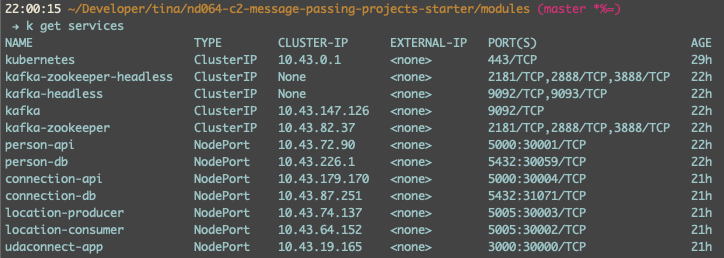 22:00:15 ~/Developer/tina/nd064-c2-message-passing-projects-starter/modules (master *%=)
→ k get services
NAME TYPE CLUSTER-IP EXTERNAL-IP PORT(S) AGE
kubernetes ClusterIP 10.43.0.1 <none> 443/TCP 29h
kafka-zookeeper-headless ClusterIP None <none> 2181/TCP,2888/TCP,3888/TCP 22h
kafka-headless ClusterIP None <none> 9092/TCP,9093/TCP 22h
kafka ClusterIP 10.43.147.126 <none> 9092/TCP 22h
kafka-zookeeper ClusterIP 10.43.82.37 <none> 2181/TCP,2888/TCP,3888/TCP 22h
person-api NodePort 10.43.72.90 <none> 5000:30001/TCP 22h
person-db NodePort 10.43.226.1 <none> 5432:30059/TCP 22h
connection-api NodePort 10.43.179.170 <none> 5000:30004/TCP 21h
connection-db NodePort 10.43.87.251 <none> 5432:31071/TCP 21h
location-producer NodePort 10.43.74.137 <none> 5005:30003/TCP 21h
location-consumer NodePort 10.43.64.152 <none> 5005:30002/TCP 21h
udaconnect-app NodePort 10.43.19.165 <none> 3000:30000/TCP 21h